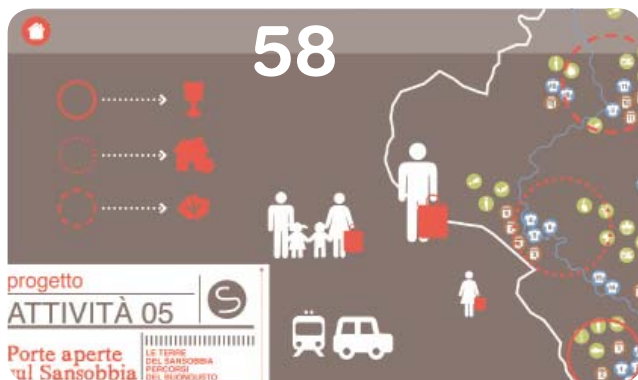 58
progetto
ATTIVITÀ 05
S
Porte aperte
sul Sansobbia
LE TERRE
DEL SANSOBBIA
PERCORSI
DEL BUONGUSTO